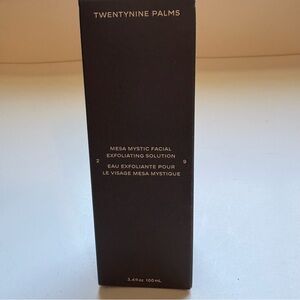 TWENTYNINE PALMS
MESA MYSTIC FACIAL
EXFOLIATING SOLUTION
2 9
EAU EXFOLIANTE POUR
LE VISAGE MESA MYSTIQUE
3.4 fl oz 100 mL